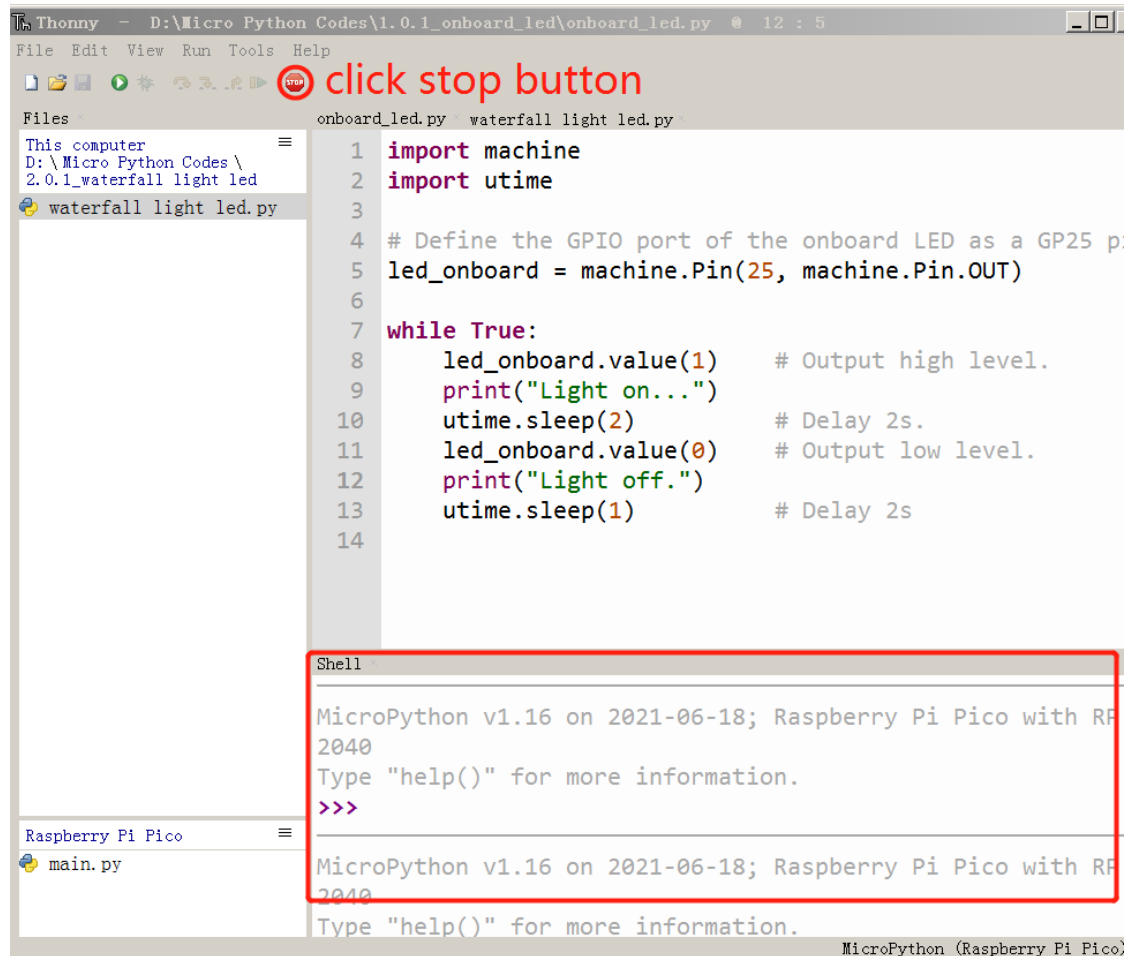 Thonny - D:\Micro Python Codes\1.0.1_onboard_led\onboard_led.py @ 12 : 5
File Edit View Run Tools Help
STOP click stop button
Files
onboard_led.py waterfall light led.py
This computer
D: \ Micro Python Codes \
2.0.1_waterfall light led
waterfall light led.py
1 import machine
2 import utime
3
4 # Define the GPIO port of the onboard LED as a GP25
5 led_onboard = machine.Pin(25, machine.Pin.OUT)
6
7 while True:
8 led_onboard.value(1) # Output high level.
9 print("Light on...")
10 utime.sleep(2) # Delay 2s.
11 led_onboard.value(0) # Output low level.
12 print("Light off.")
13 utime.sleep(1) # Delay 2s
14
Shell
MicroPython v1.16 on 2021-06-18; Raspberry Pi Pico with RP
2040
Type "help()" for more information.
>>>
Raspberry Pi Pico
main.py
MicroPython v1.16 on 2021-06-18; Raspberry Pi Pico with RP
2040
Type "help()" for more information.
MicroPython (Raspberry Pi Pico)